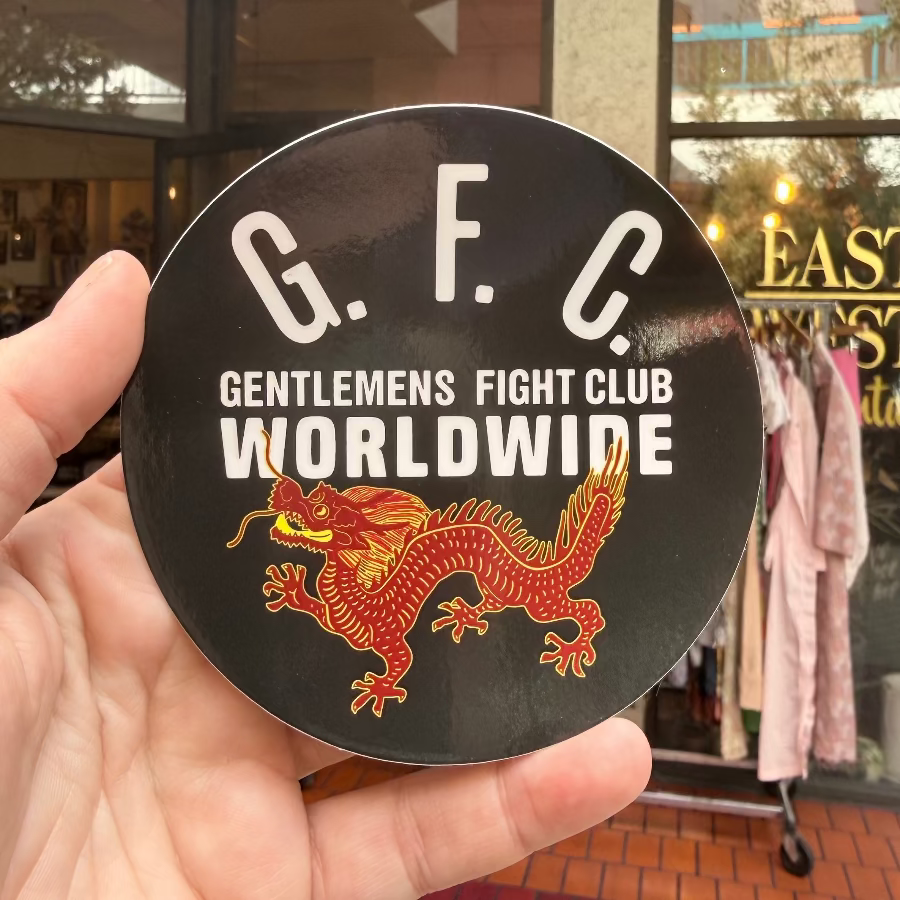 G. F. C.
GENTLEMENS FIGHT CLUB
WORLDWIDE
EAST